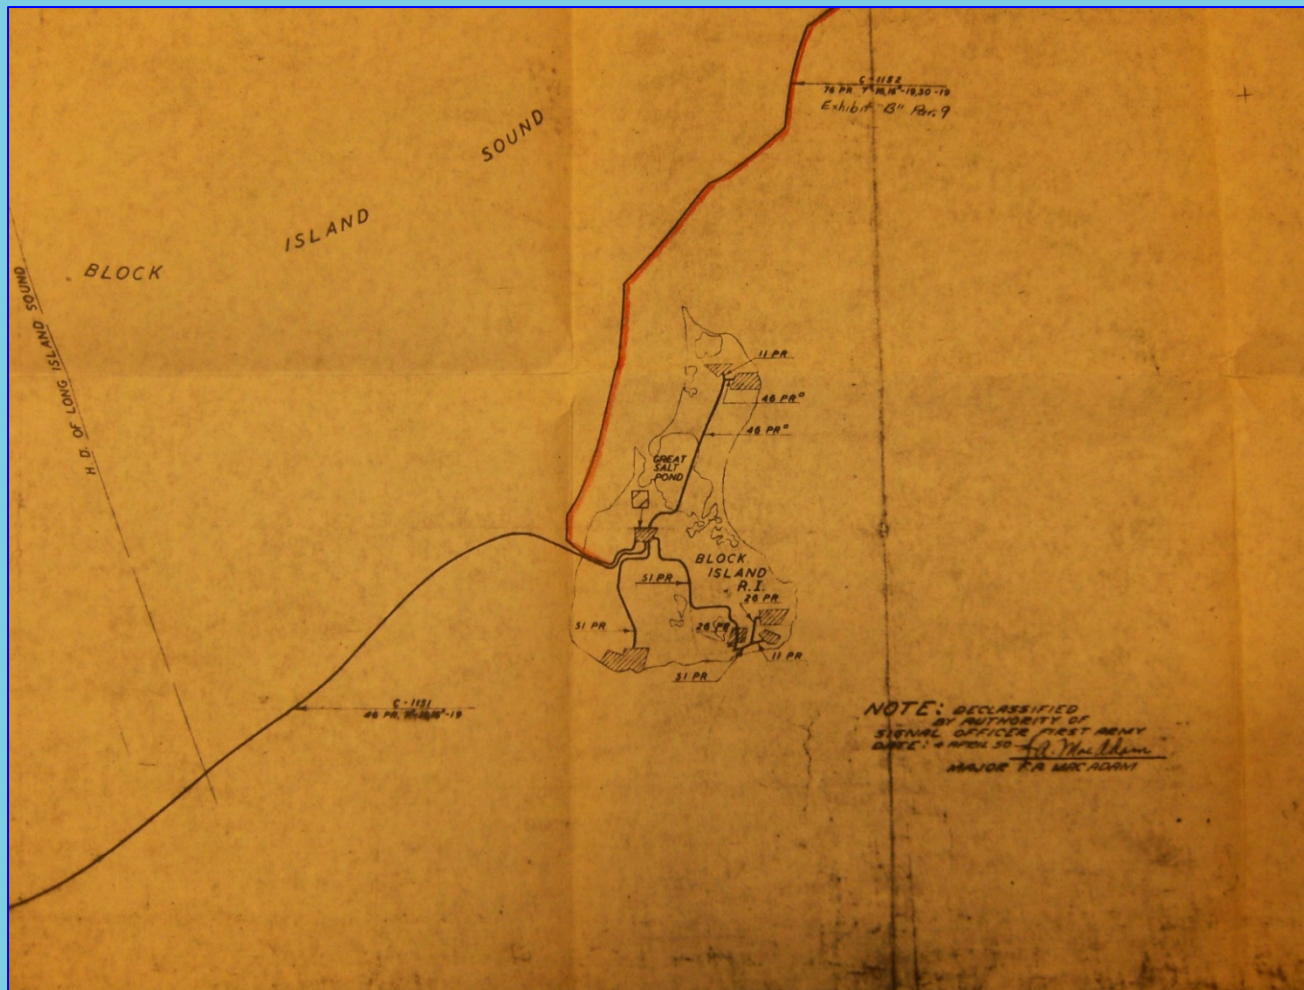 C-1152
76 PR.
Exhibit "B" Par. 9
SOUND
ISLAND
BLOCK
H.D. OF LONG ISLAND SOUND
11 PR
46 PR°
46 PR°
GREAT
SALT
POND
BLOCK
ISLAND
R.I.
51 PR
26 PR
51 PR
26 PR
11 PR
51 PR
C-1151
46 PR.
NOTE: DECLASSIFIED
BY AUTHORITY OF
SIGNAL OFFICER FIRST ARMY
DATE: 4 APRIL 50 F.A. MacAdam
MAJOR F.A. MACADAM